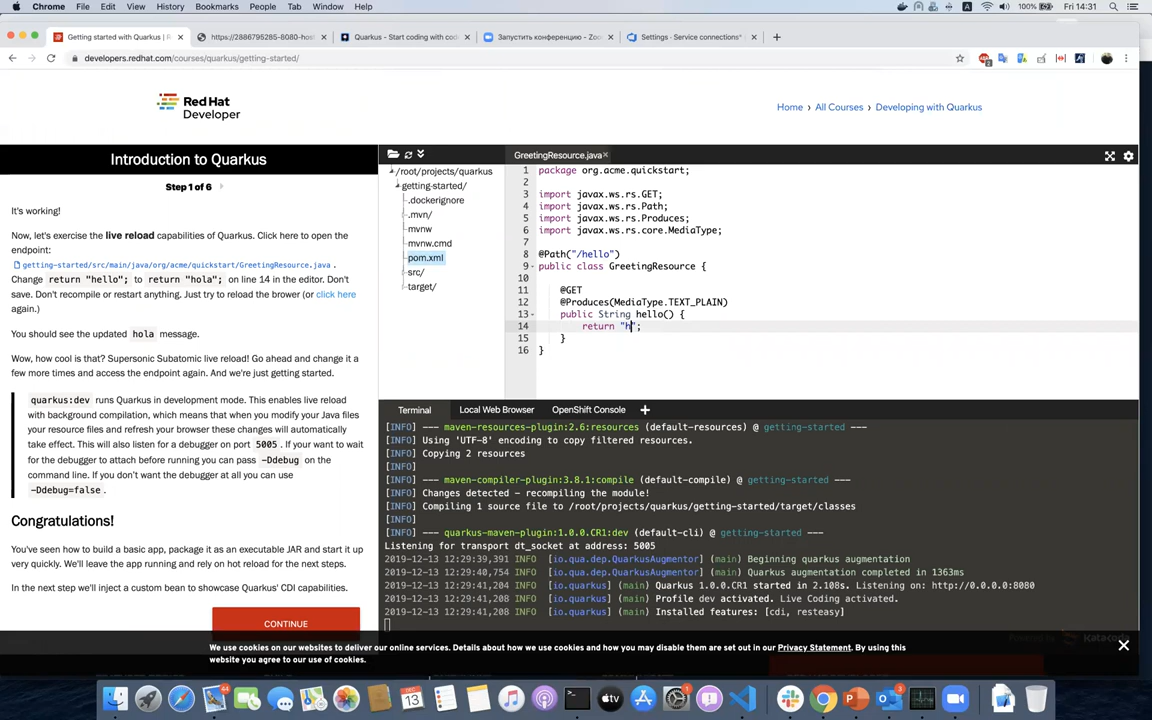 Chrome File Edit View History Bookmarks People Tab Window Help 100% Fri 14:31
Getting started with Quarkus | https://2886795285-8080-hos Quarkus - Start coding with cod Запустить конференцию - Zoo Settings · Service connections
developers.redhat.com/courses/quarkus/getting-started/
Red Hat
Developer
Home › All Courses › Developing with Quarkus
Introduction to Quarkus
Step 1 of 6
It's working!
Now, let's exercise the live reload capabilities of Quarkus. Click here to open the
endpoint:
getting-started/src/main/java/org/acme/quickstart/GreetingResource.java .
Change return "hello"; to return "hola"; on line 14 in the editor. Don't
save. Don't recompile or restart anything. Just try to reload the brower (or click here
again.)
You should see the updated hola message.
Wow, how cool is that? Supersonic Subatomic live reload! Go ahead and change it a
few more times and access the endpoint again. And we're just getting started.
quarkus:dev runs Quarkus in development mode. This enables live reload
with background compilation, which means that when you modify your Java files
your resource files and refresh your browser these changes will automatically
take effect. This will also listen for a debugger on port 5005 . If your want to wait
for the debugger to attach before running you can pass -Ddebug on the
command line. If you don't want the debugger at all you can use
-Ddebug=false .
Congratulations!
You've seen how to build a basic app, package it as an executable JAR and start it up
very quickly. We'll leave the app running and rely on hot reload for the next steps.
In the next step we'll inject a custom bean to showcase Quarkus' CDI capabilities.
CONTINUE
/root/projects/quarkus
getting-started/
.dockerignore
.mvn/
mvnw
mvnw.cmd
pom.xml
src/
target/
GreetingResource.java
1 package org.acme.quickstart;
2
3 import javax.ws.rs.GET;
4 import javax.ws.rs.Path;
5 import javax.ws.rs.Produces;
6 import javax.ws.rs.core.MediaType;
7
8 @Path("/hello")
9 public class GreetingResource {
10
11 @GET
12 @Produces(MediaType.TEXT_PLAIN)
13 public String hello() {
14 return "h";
15 }
16 }
Terminal Local Web Browser OpenShift Console
[INFO] --- maven-resources-plugin:2.6:resources (default-resources) @ getting-started ---
[INFO] Using 'UTF-8' encoding to copy filtered resources.
[INFO] Copying 2 resources
[INFO]
[INFO] --- maven-compiler-plugin:3.8.1:compile (default-compile) @ getting-started ---
[INFO] Changes detected - recompiling the module!
[INFO] Compiling 1 source file to /root/projects/quarkus/getting-started/target/classes
[INFO]
[INFO] --- quarkus-maven-plugin:1.0.0.CR1:dev (default-cli) @ getting-started ---
Listening for transport dt_socket at address: 5005
2019-12-13 12:29:39,391 INFO [io.qua.dep.QuarkusAugmentor] (main) Beginning quarkus augmentation
2019-12-13 12:29:40,754 INFO [io.qua.dep.QuarkusAugmentor] (main) Quarkus augmentation completed in 1363ms
2019-12-13 12:29:41,204 INFO [io.quarkus] (main) Quarkus 1.0.0.CR1 started in 2.108s. Listening on: http://0.0.0.0:8080
2019-12-13 12:29:41,208 INFO [io.quarkus] (main) Profile dev activated. Live Coding activated.
2019-12-13 12:29:41,208 INFO [io.quarkus] (main) Installed features: [cdi, resteasy]
We use cookies on our websites to deliver our online services. Details about how we use cookies and how you may disable them are set out in our Privacy Statement. By using this
website you agree to our use of cookies.